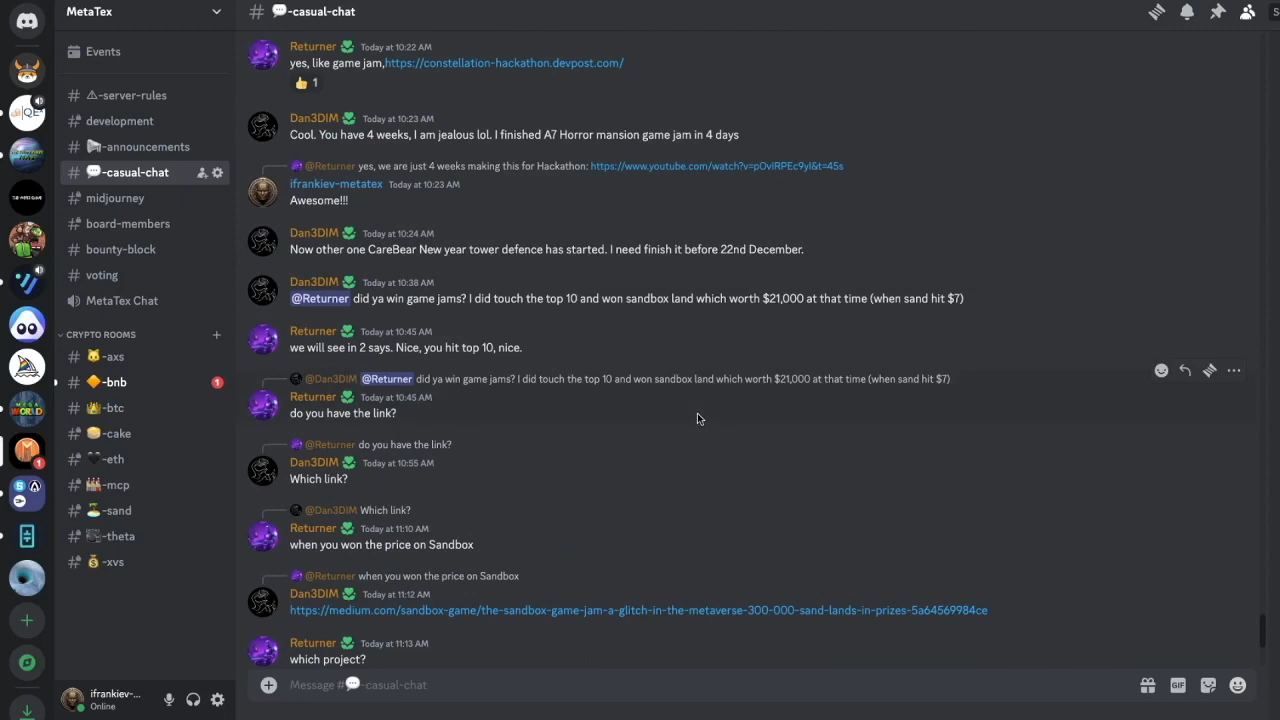 MetaTex
💬-casual-chat
Events
⚠-server-rules
development
📢-announcements
💬-casual-chat
midjourney
board-members
bounty-block
voting
MetaTex Chat
CRYPTO ROOMS
-axs
-bnb
1
-btc
-cake
-eth
-mcp
-sand
-theta
-xvs
ifrankiev-...
Online
1
Returner Today at 10:22 AM
yes, like game jam,https://constellation-hackathon.devpost.com/
👍 1
Dan3DIM Today at 10:23 AM
Cool. You have 4 weeks, I am jealous lol. I finished A7 Horror mansion game jam in 4 days
@Returner yes, we are just 4 weeks making this for Hackathon: https://www.youtube.com/watch?v=pOvIRPEc9yI&t=45s
ifrankiev-metatex Today at 10:23 AM
Awesome!!!
Dan3DIM Today at 10:24 AM
Now other one CareBear New year tower defence has started. I need finish it before 22nd December.
Dan3DIM Today at 10:38 AM
@Returner did ya win game jams? I did touch the top 10 and won sandbox land which worth $21,000 at that time (when sand hit $7)
Returner Today at 10:45 AM
we will see in 2 says. Nice, you hit top 10, nice.
@Dan3DIM @Returner did ya win game jams? I did touch the top 10 and won sandbox land which worth $21,000 at that time (when sand hit $7)
Returner Today at 10:45 AM
do you have the link?
@Returner do you have the link?
Dan3DIM Today at 10:55 AM
Which link?
@Dan3DIM Which link?
Returner Today at 11:10 AM
when you won the price on Sandbox
@Returner when you won the price on Sandbox
Dan3DIM Today at 11:12 AM
https://medium.com/sandbox-game/the-sandbox-game-jam-a-glitch-in-the-metaverse-300-000-sand-lands-in-prizes-5a64569984ce
Returner Today at 11:13 AM
which project?
Message #💬-casual-chat
GIF